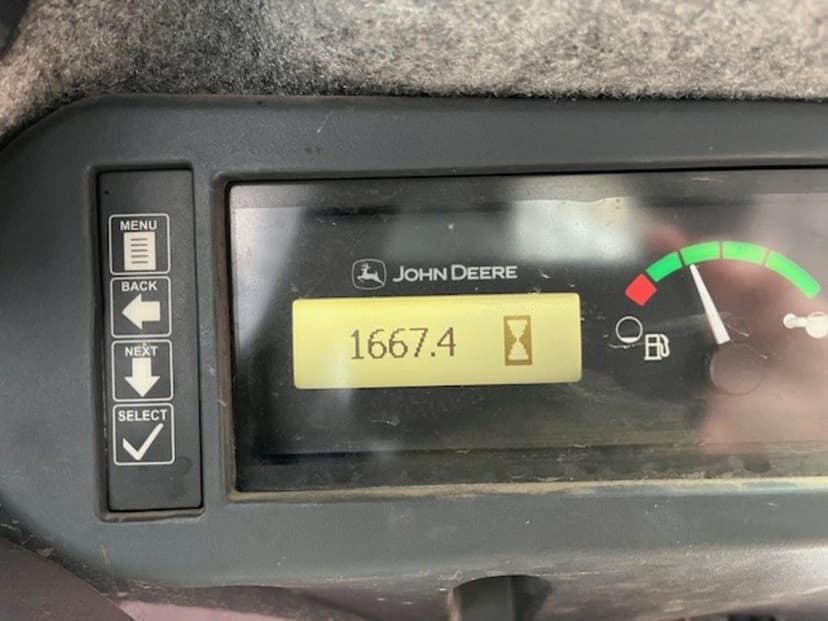 MENU
BACK
NEXT
SELECT
JOHN DEERE
1667.4